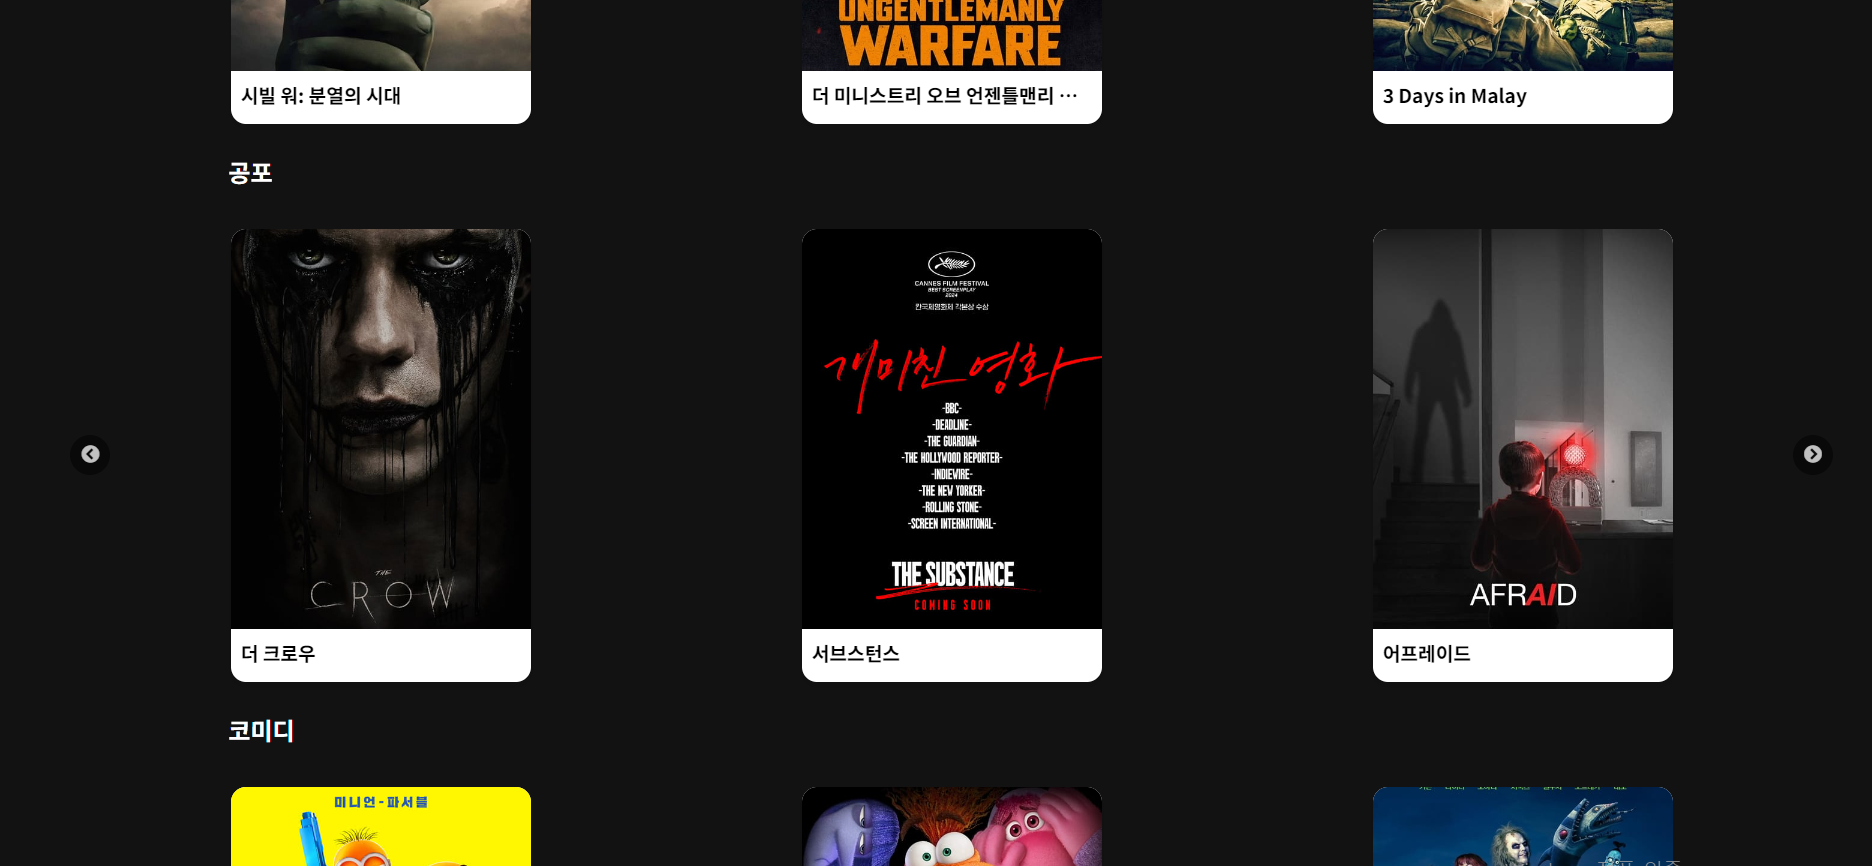 UNGENTLEMANLY
WARFARE
시빌 워: 분열의 시대
더 미니스트리 오브 언젠틀맨리 …
3 Days in Malay
공포
THE
CROW
더 크로우
CANNES FILM FESTIVAL
BEST SCREENPLAY
2024
칸국제영화제 각본상 수상
개미친 영화
-BBC-
-DEADLINE-
-THE GUARDIAN-
-THE HOLLYWOOD REPORTER-
-INDIEWIRE-
-THE NEW YORKER-
-ROLLING STONE-
-SCREEN INTERNATIONAL-
THE SUBSTANCE
COMING SOON
서브스턴스
AFRAID
어프레이드
코미디
미니언-파서블